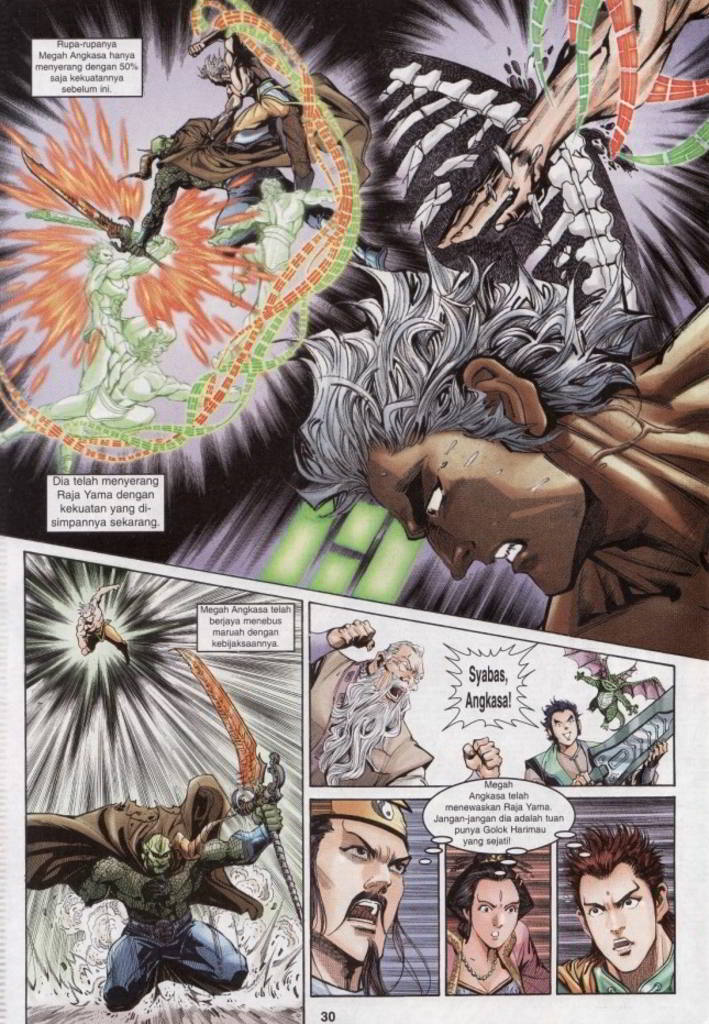 Rupa-rupanya
Megah Angkasa hanya
menyerang dengan 50%
saja kekuatannya
sebelum ini.
Dia telah menyerang
Raja Yama dengan
kekuatan yang di-
simpannya sekarang.
Megah Angkasa telah
berjaya menebus
maruah dengan
kebijaksaannya.
Syabas,
Angkasa!
Megah
Angkasa telah
menewaskan Raja Yama.
Jangan-jangan dia adalah tuan
punya Golok Harimau
yang sejati!
30